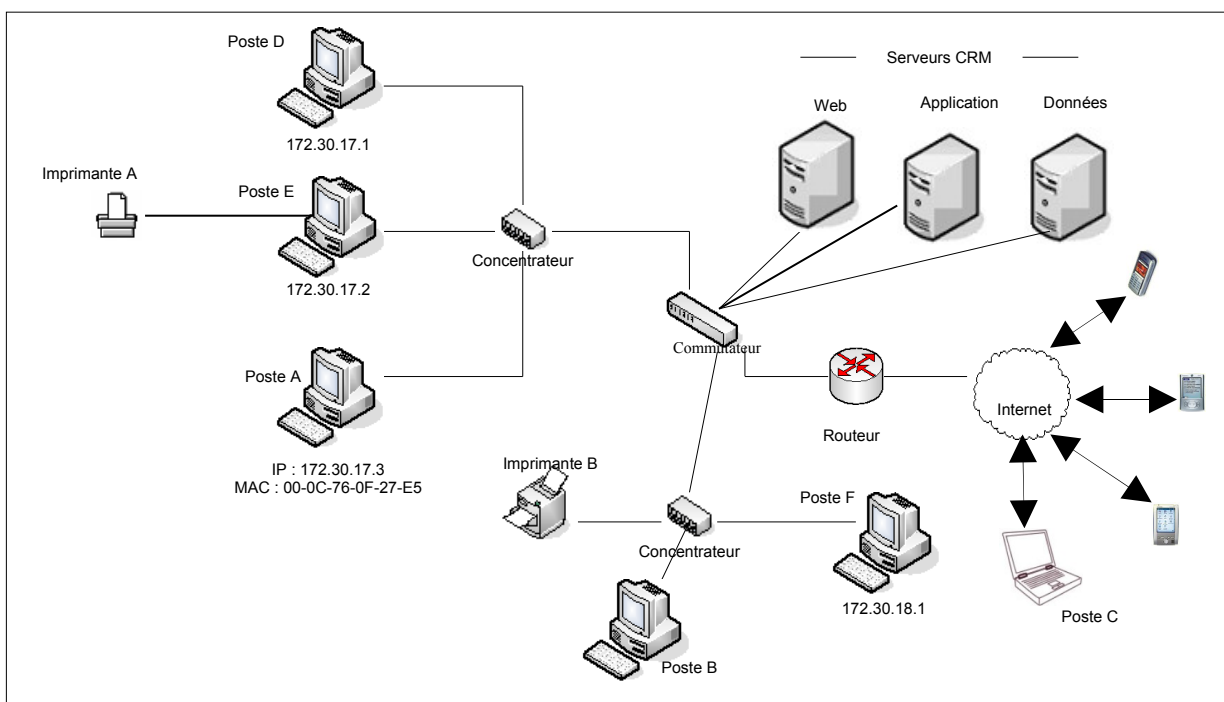 Poste D
172.30.17.1
Imprimante A
Poste E
172.30.17.2
Concentrateur
Poste A
IP : 172.30.17.3
MAC : 00-0C-76-0F-27-E5
Serveurs CRM
Web
Application
Données
Commutateur
Routeur
Internet
Imprimante B
Concentrateur
Poste F
172.30.18.1
Poste B
Poste C